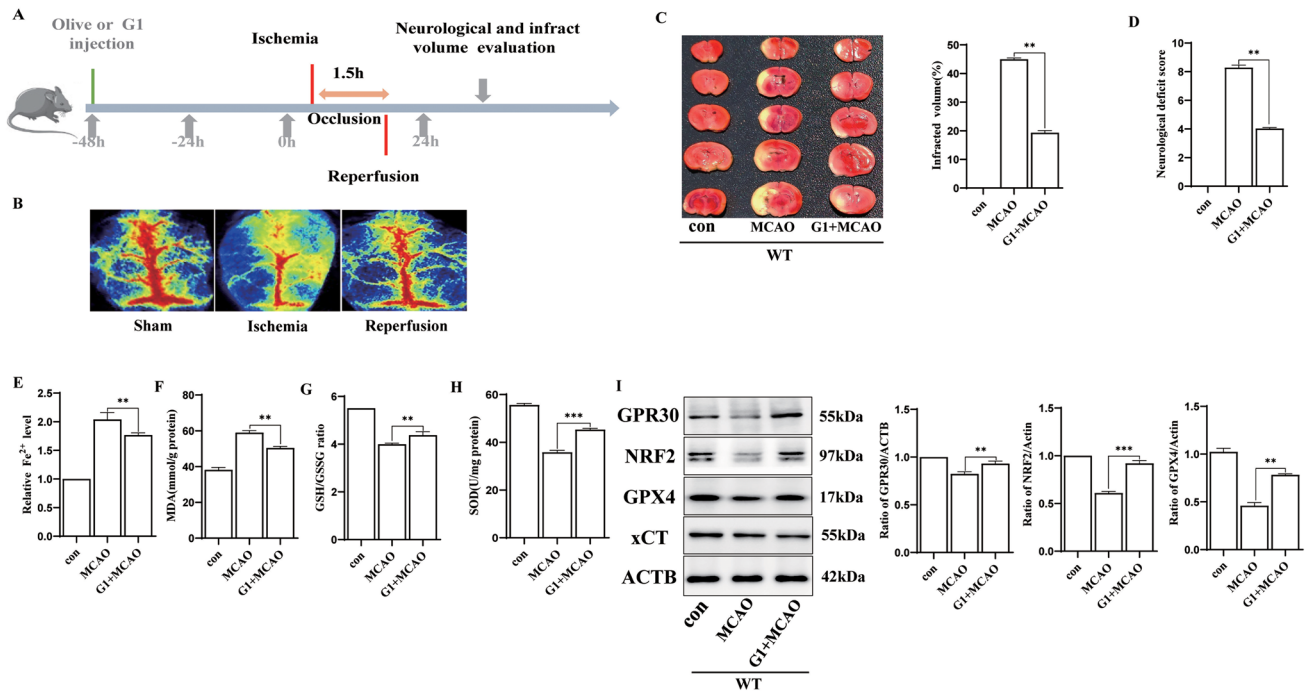 A
Olive or G1
injection
Ischemia
1.5h
Neurological and infract
volume evaluation
Occlusion
-48h
-24h
0h
24h
Reperfusion
B
Sham
Ischemia
Reperfusion
C
con
MCAO
G1+MCAO
WT
Infracted volume(%)
50
40
30
20
10
0
**
con
MCAO
G1+MCAO
D
Neurological deficit score
10
8
6
4
2
0
**
con
MCAO
G1+MCAO
E
Relative Fe2+ level
2.5
2.0
1.5
1.0
0.5
0.0
**
con
MCAO
G1+MCAO
F
MDA(mmol/g protein)
80
60
40
20
0
**
con
MCAO
G1+MCAO
G
GSH/GSSG ratio
6
4
2
0
**
con
MCAO
G1+MCAO
H
SOD(U/mg protein)
60
40
20
0
***
con
MCAO
G1+MCAO
I
GPR30
55kDa
NRF2
97kDa
GPX4
17kDa
xCT
55kDa
ACTB
42kDa
con
MCAO
G1+MCAO
WT
Ratio of GPR30/ACTB
1.5
1.0
0.5
0.0
**
con
MCAO
G1+MCAO
Ratio of NRF2/Actin
1.5
1.0
0.5
0.0
***
con
MCAO
G1+MCAO
Ratio of GPX4/Actin
1.5
1.0
0.5
0.0
**
con
MCAO
G1+MCAO